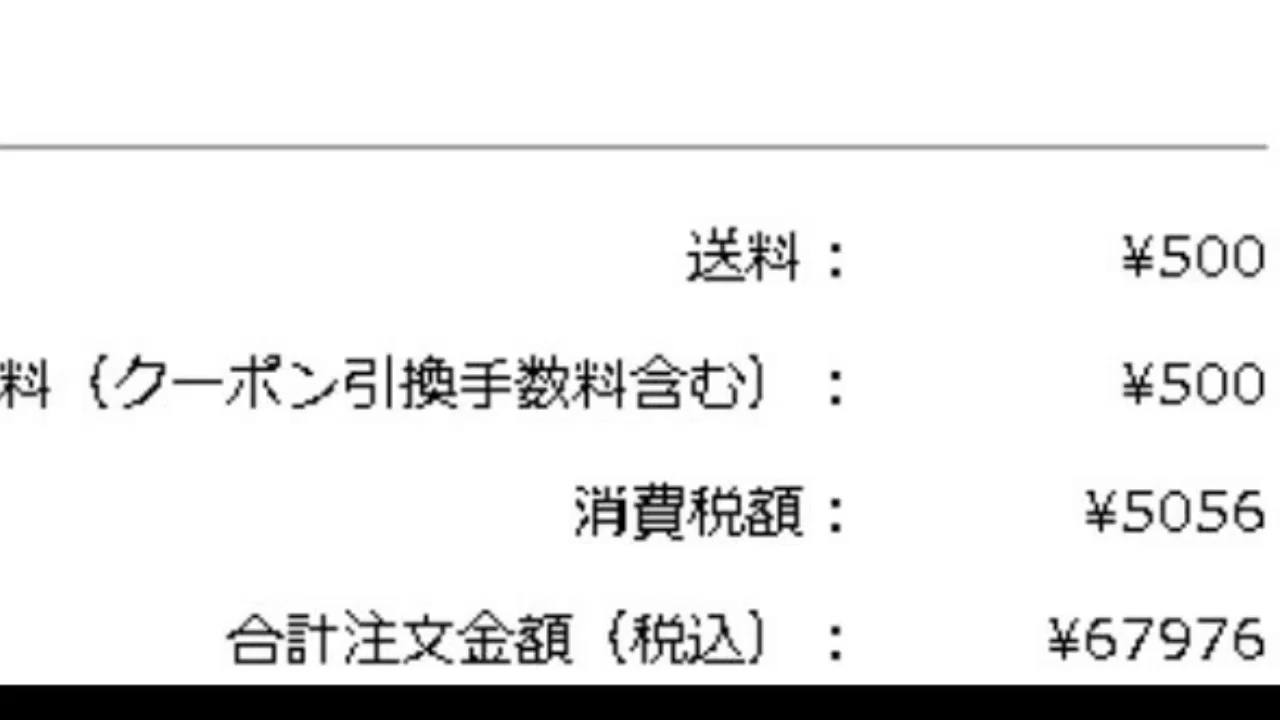 送料： ¥500
料（クーポン引換手数料含む）： ¥500
消費税額： ¥5056
合計注文金額（税込）： ¥67976